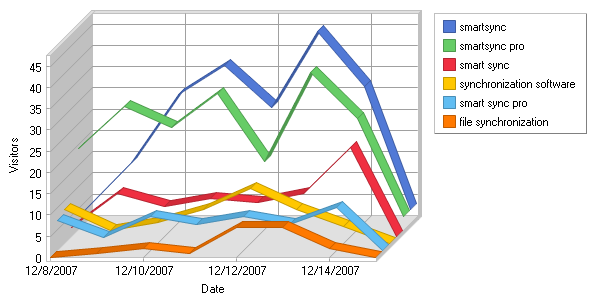 45
40
35
30
25
20
15
10
5
0
Visitors
12/8/2007 12/10/2007 12/12/2007 12/14/2007
Date
smartsync
smartsync pro
smart sync
synchronization software
smart sync pro
file synchronization